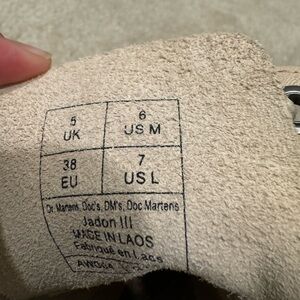 5 6
UK US M
38 7
EU US L
Dr. Martens, Doc's, DM's, Doc Martens
Jadon III
MADE IN LAOS
Fabriqué en Laos